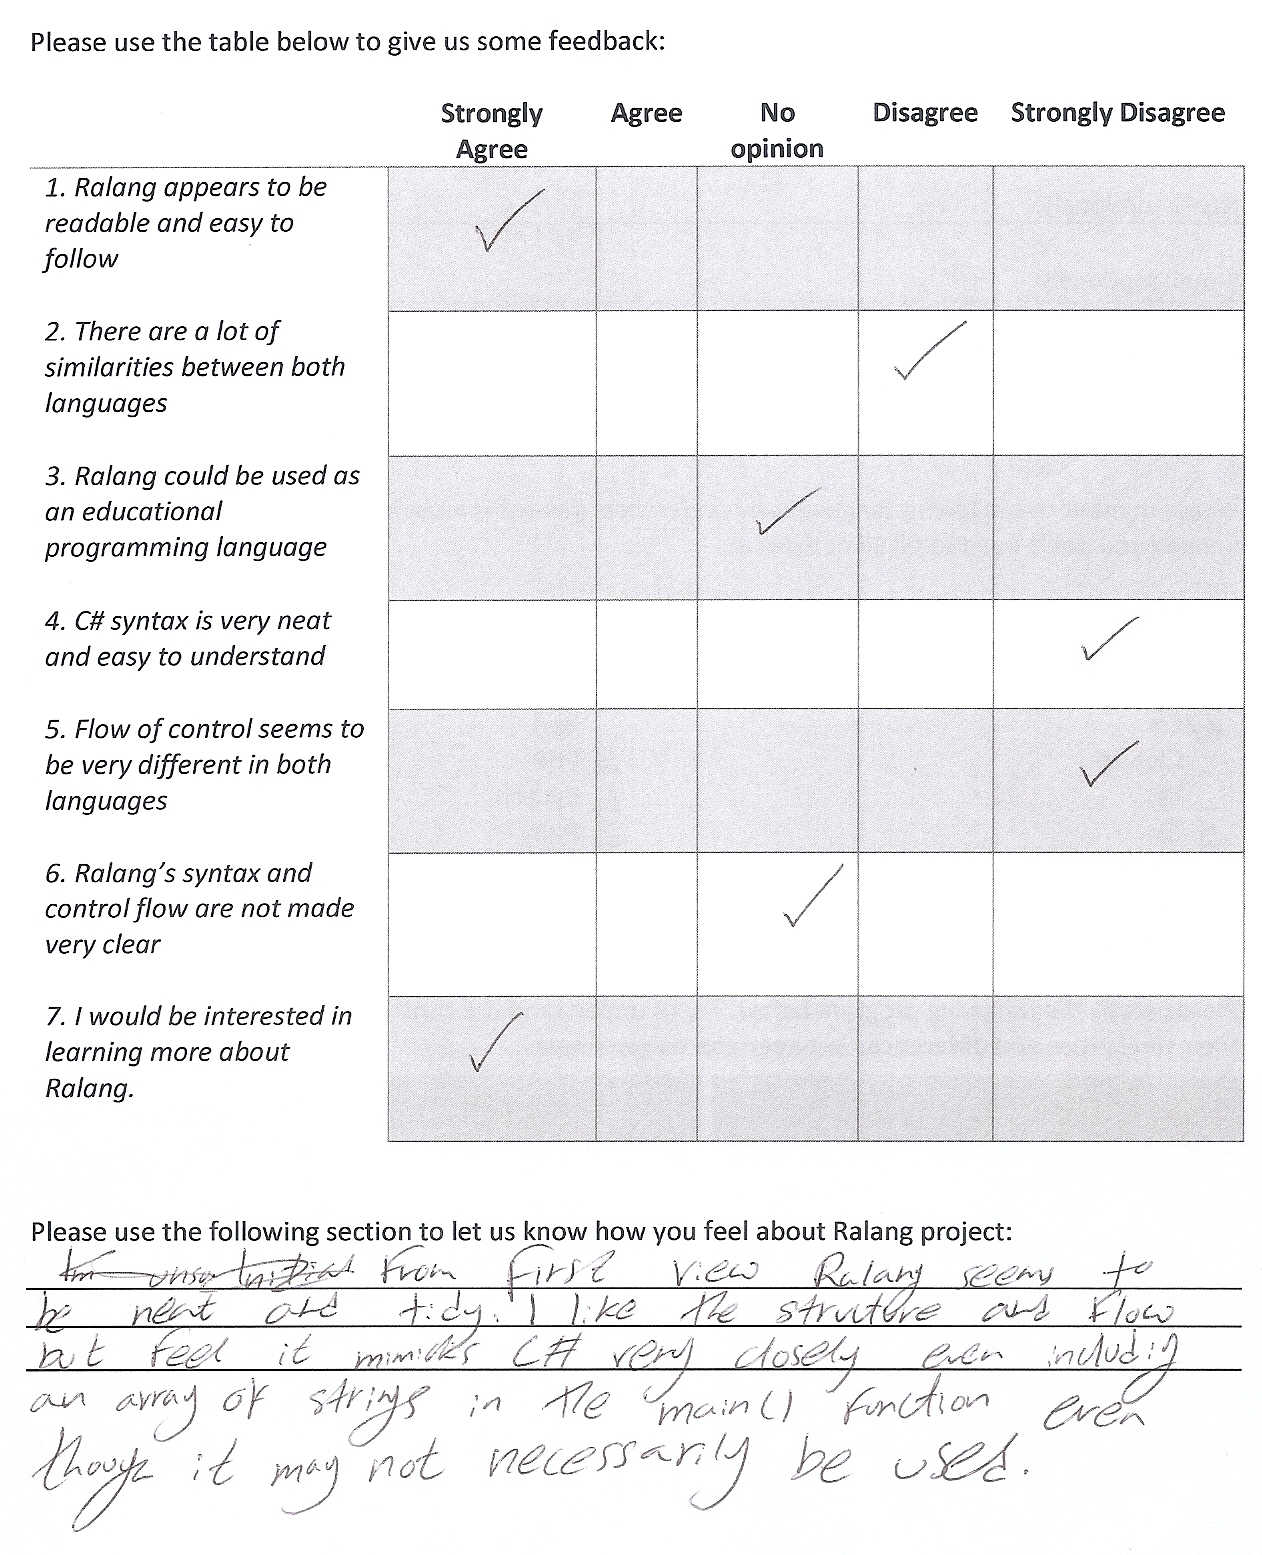 Please use the table below to give us some feedback:
Strongly Agree Agree No opinion Disagree Strongly Disagree
1. Ralang appears to be
readable and easy to
follow
2. There are a lot of
similarities between both
languages
3. Ralang could be used as
an educational
programming language
4. C# syntax is very neat
and easy to understand
5. Flow of control seems to
be very different in both
languages
6. Ralang's syntax and
control flow are not made
very clear
7. I would be interested in
learning more about
Ralang.
Please use the following section to let us know how you feel about Ralang project:
From first view Ralang seems to
be neat and tidy. I like the struture and flow
but feel it mimicks C# very closely even includig
an array of strings in the main() function even
though it may not necessarily be used.